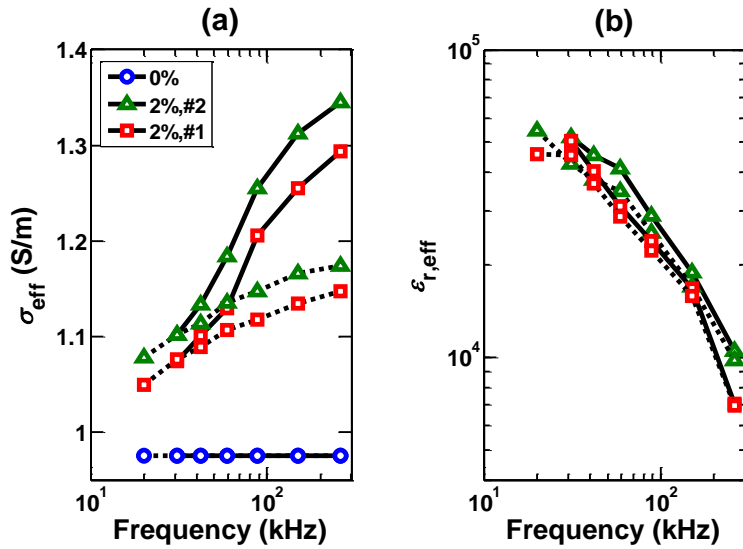 (a)
(b)
1.4
1.3
1.2
1.1
1
σeff (S/m)
0%
2%,#2
2%,#1
10^1
10^2
Frequency (kHz)
10^5
10^4
εr,eff
10^1
10^2
Frequency (kHz)